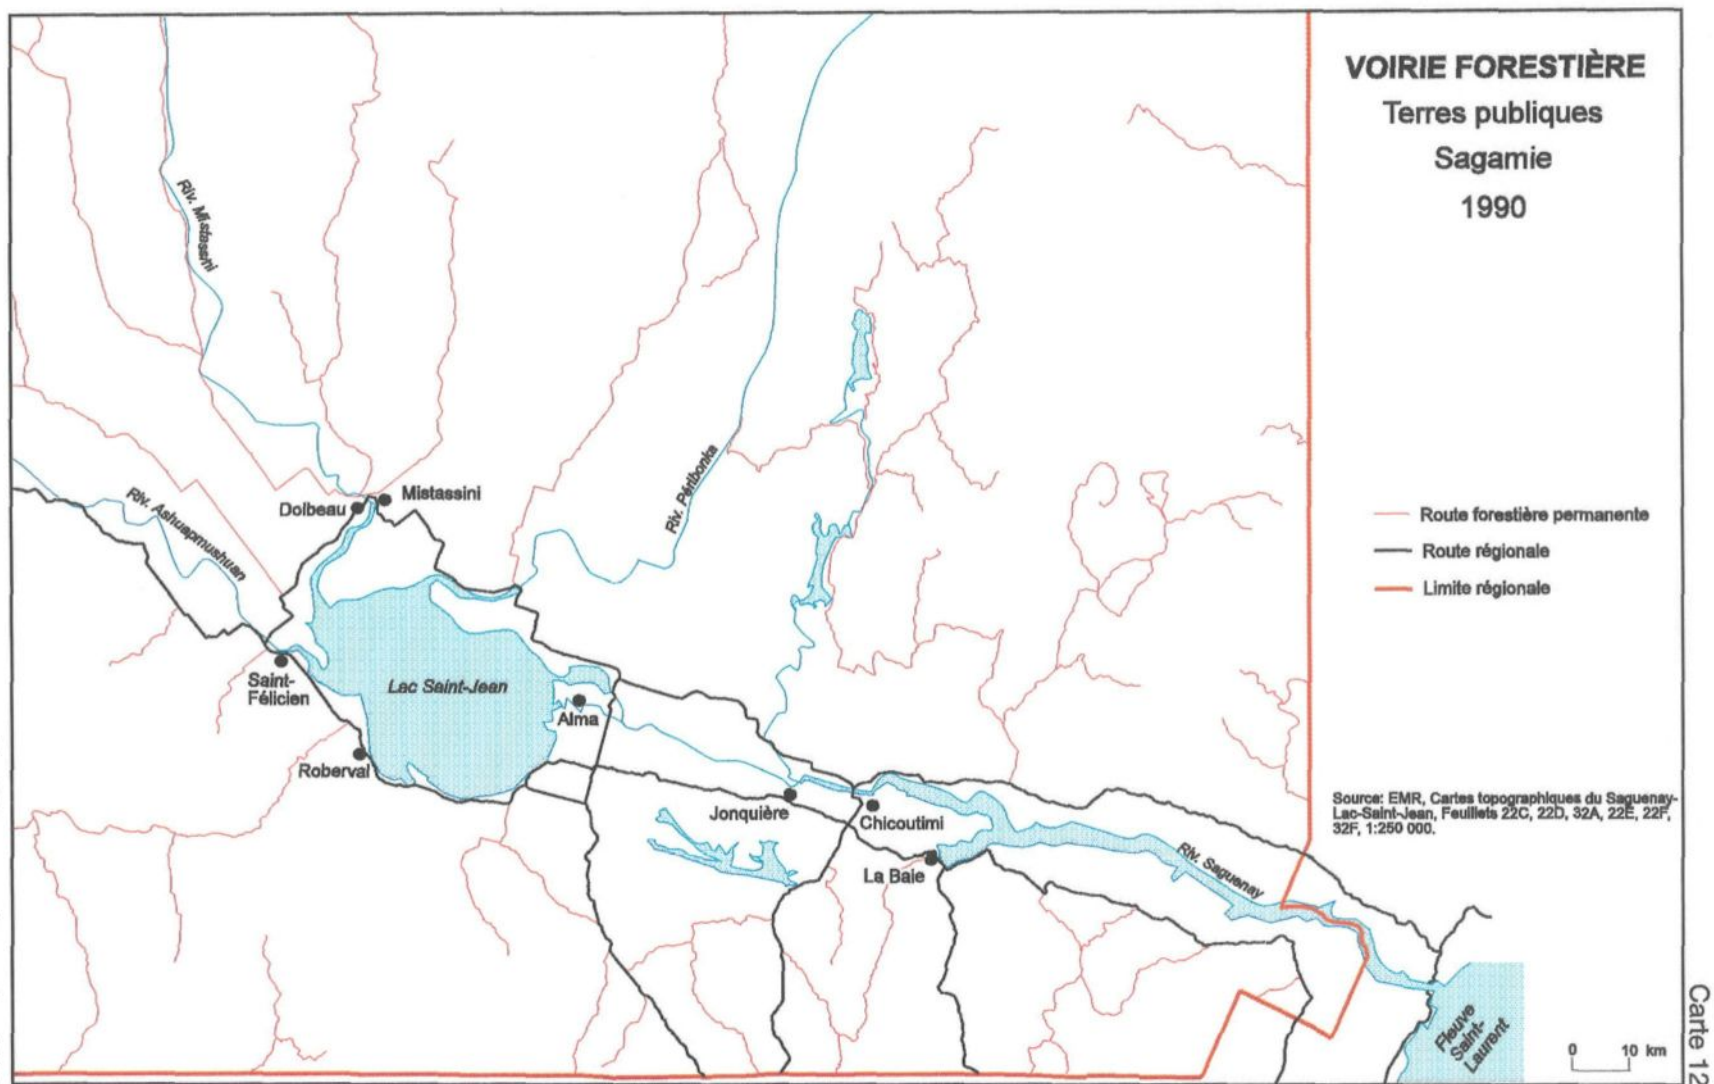 VOIRIE FORESTIÈRE
Terres publiques
Sagamie
1990
Riv. Mistassini
Riv. Péribonka
Mistassini
Dolbeau
Riv. Ashuapmushuan
Route forestière permanente
Route régionale
Limite régionale
Saint-
Félicien
Lac Saint-Jean
Alma
Roberval
Jonquière
Chicoutimi
La Baie
Riv. Saguenay
Source: EMR, Cartes topographiques du Saguenay-
Lac-Saint-Jean, Feuillets 22C, 22D, 32A, 22E, 22F,
32F, 1:250 000.
Fleuve
Saint-
Laurent
0 10 km
Carte 12